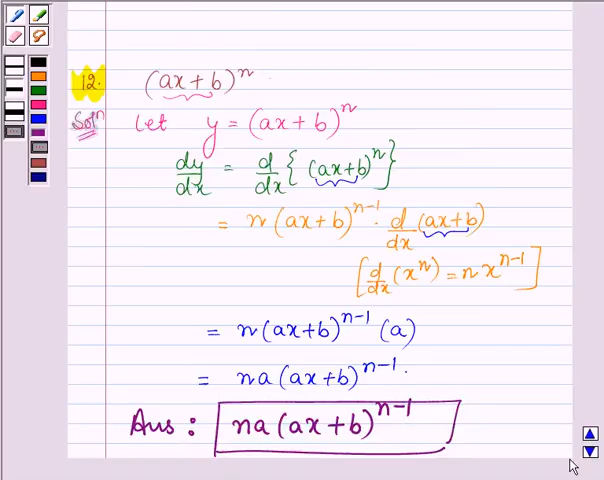 12. (ax+b)^n
Solⁿ Let y = (ax+b)^n
dy/dx = d/dx {(ax+b)^n}
= n(ax+b)^{n-1} · d/dx (ax+b)
[d/dx (x^n) = n x^{n-1}]
= n(ax+b)^{n-1} (a)
= na(ax+b)^{n-1}.
Ans : na(ax+b)^{n-1}